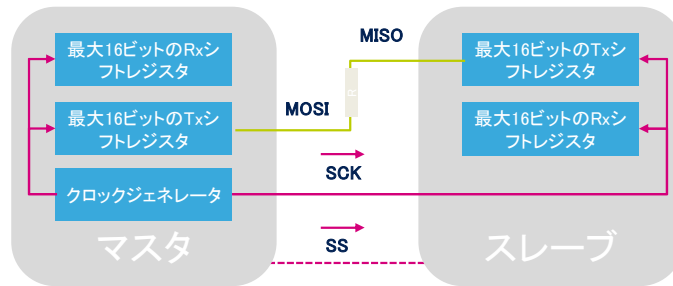 MISO
最大16ビットのRxシ
フトレジスタ
最大16ビットのTxシ
フトレジスタ
R
MOSI
最大16ビットのTxシ
フトレジスタ
最大16ビットのRxシ
フトレジスタ
SCK
クロックジェネレータ
マスタ
SS
スレーブ